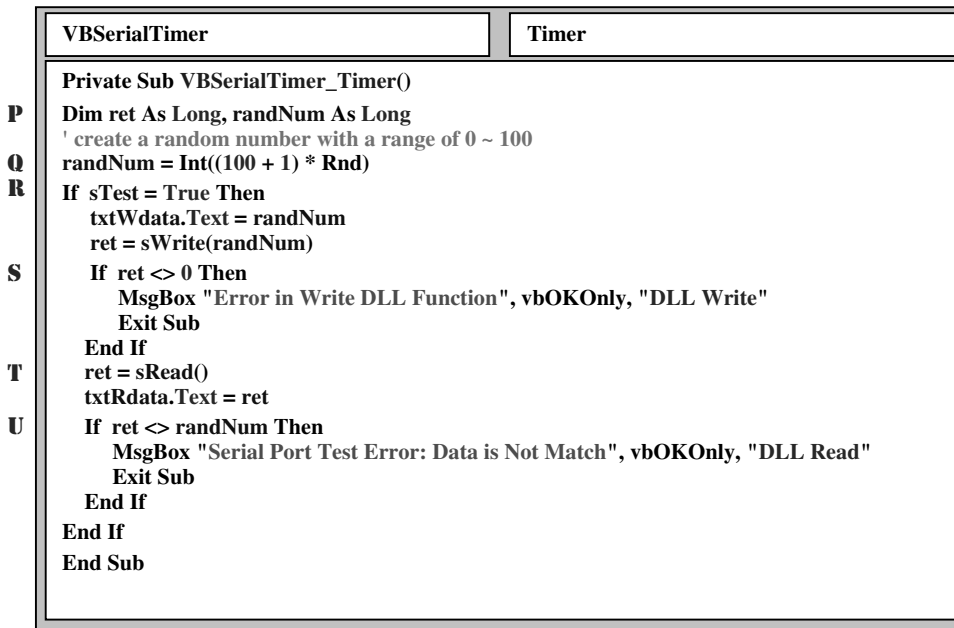 VBSerialTimer Timer
Private Sub VBSerialTimer_Timer()
P Dim ret As Long, randNum As Long
' create a random number with a range of 0 ~ 100
Q randNum = Int((100 + 1) * Rnd)
R If sTest = True Then
txtWdata.Text = randNum
ret = sWrite(randNum)
S If ret <> 0 Then
MsgBox "Error in Write DLL Function", vbOKOnly, "DLL Write"
Exit Sub
End If
T ret = sRead()
txtRdata.Text = ret
U If ret <> randNum Then
MsgBox "Serial Port Test Error: Data is Not Match", vbOKOnly, "DLL Read"
Exit Sub
End If
End If
End Sub